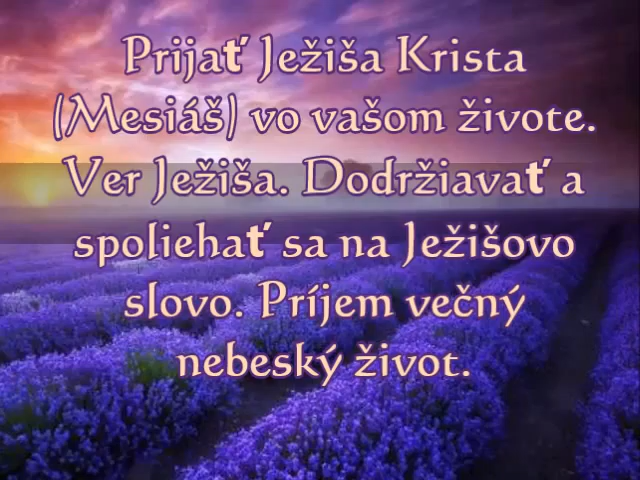 Prijať Ježiša Krista
(Mesiáš) vo vašom živote.
Ver Ježiša. Dodržiavať a
spoliehať sa na Ježišovo
slovo. Príjem večný
nebeský život.